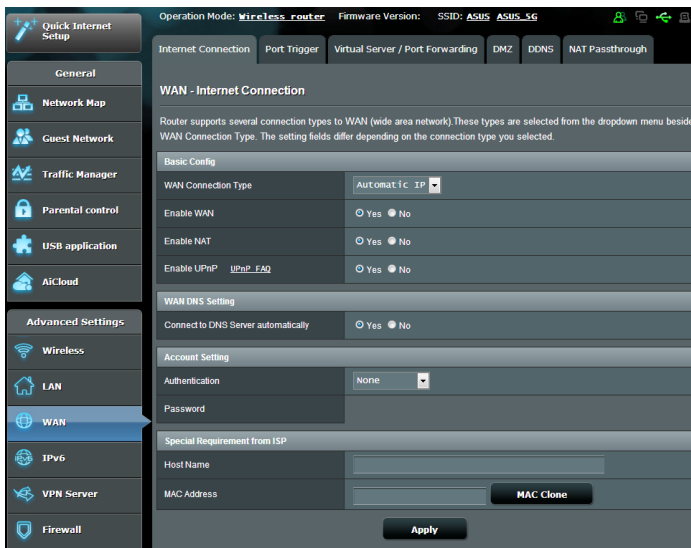 Quick Internet
Setup
General
Network Map
Guest Network
Traffic Manager
Parental control
USB application
AiCloud
Advanced Settings
Wireless
LAN
WAN
IPv6
VPN Server
Firewall
Operation Mode: Wireless router Firmware Version: SSID: ASUS ASUS_5G
Internet Connection Port Trigger Virtual Server / Port Forwarding DMZ DDNS NAT Passthrough
WAN - Internet Connection
Router supports several connection types to WAN (wide area network).These types are selected from the dropdown menu beside
WAN Connection Type. The setting fields differ depending on the connection type you selected.
Basic Config
WAN Connection Type Automatic IP
Enable WAN Yes No
Enable NAT Yes No
Enable UPnP UPnP FAQ Yes No
WAN DNS Setting
Connect to DNS Server automatically Yes No
Account Setting
Authentication None
Password
Special Requirement from ISP
Host Name
MAC Address MAC Clone
Apply